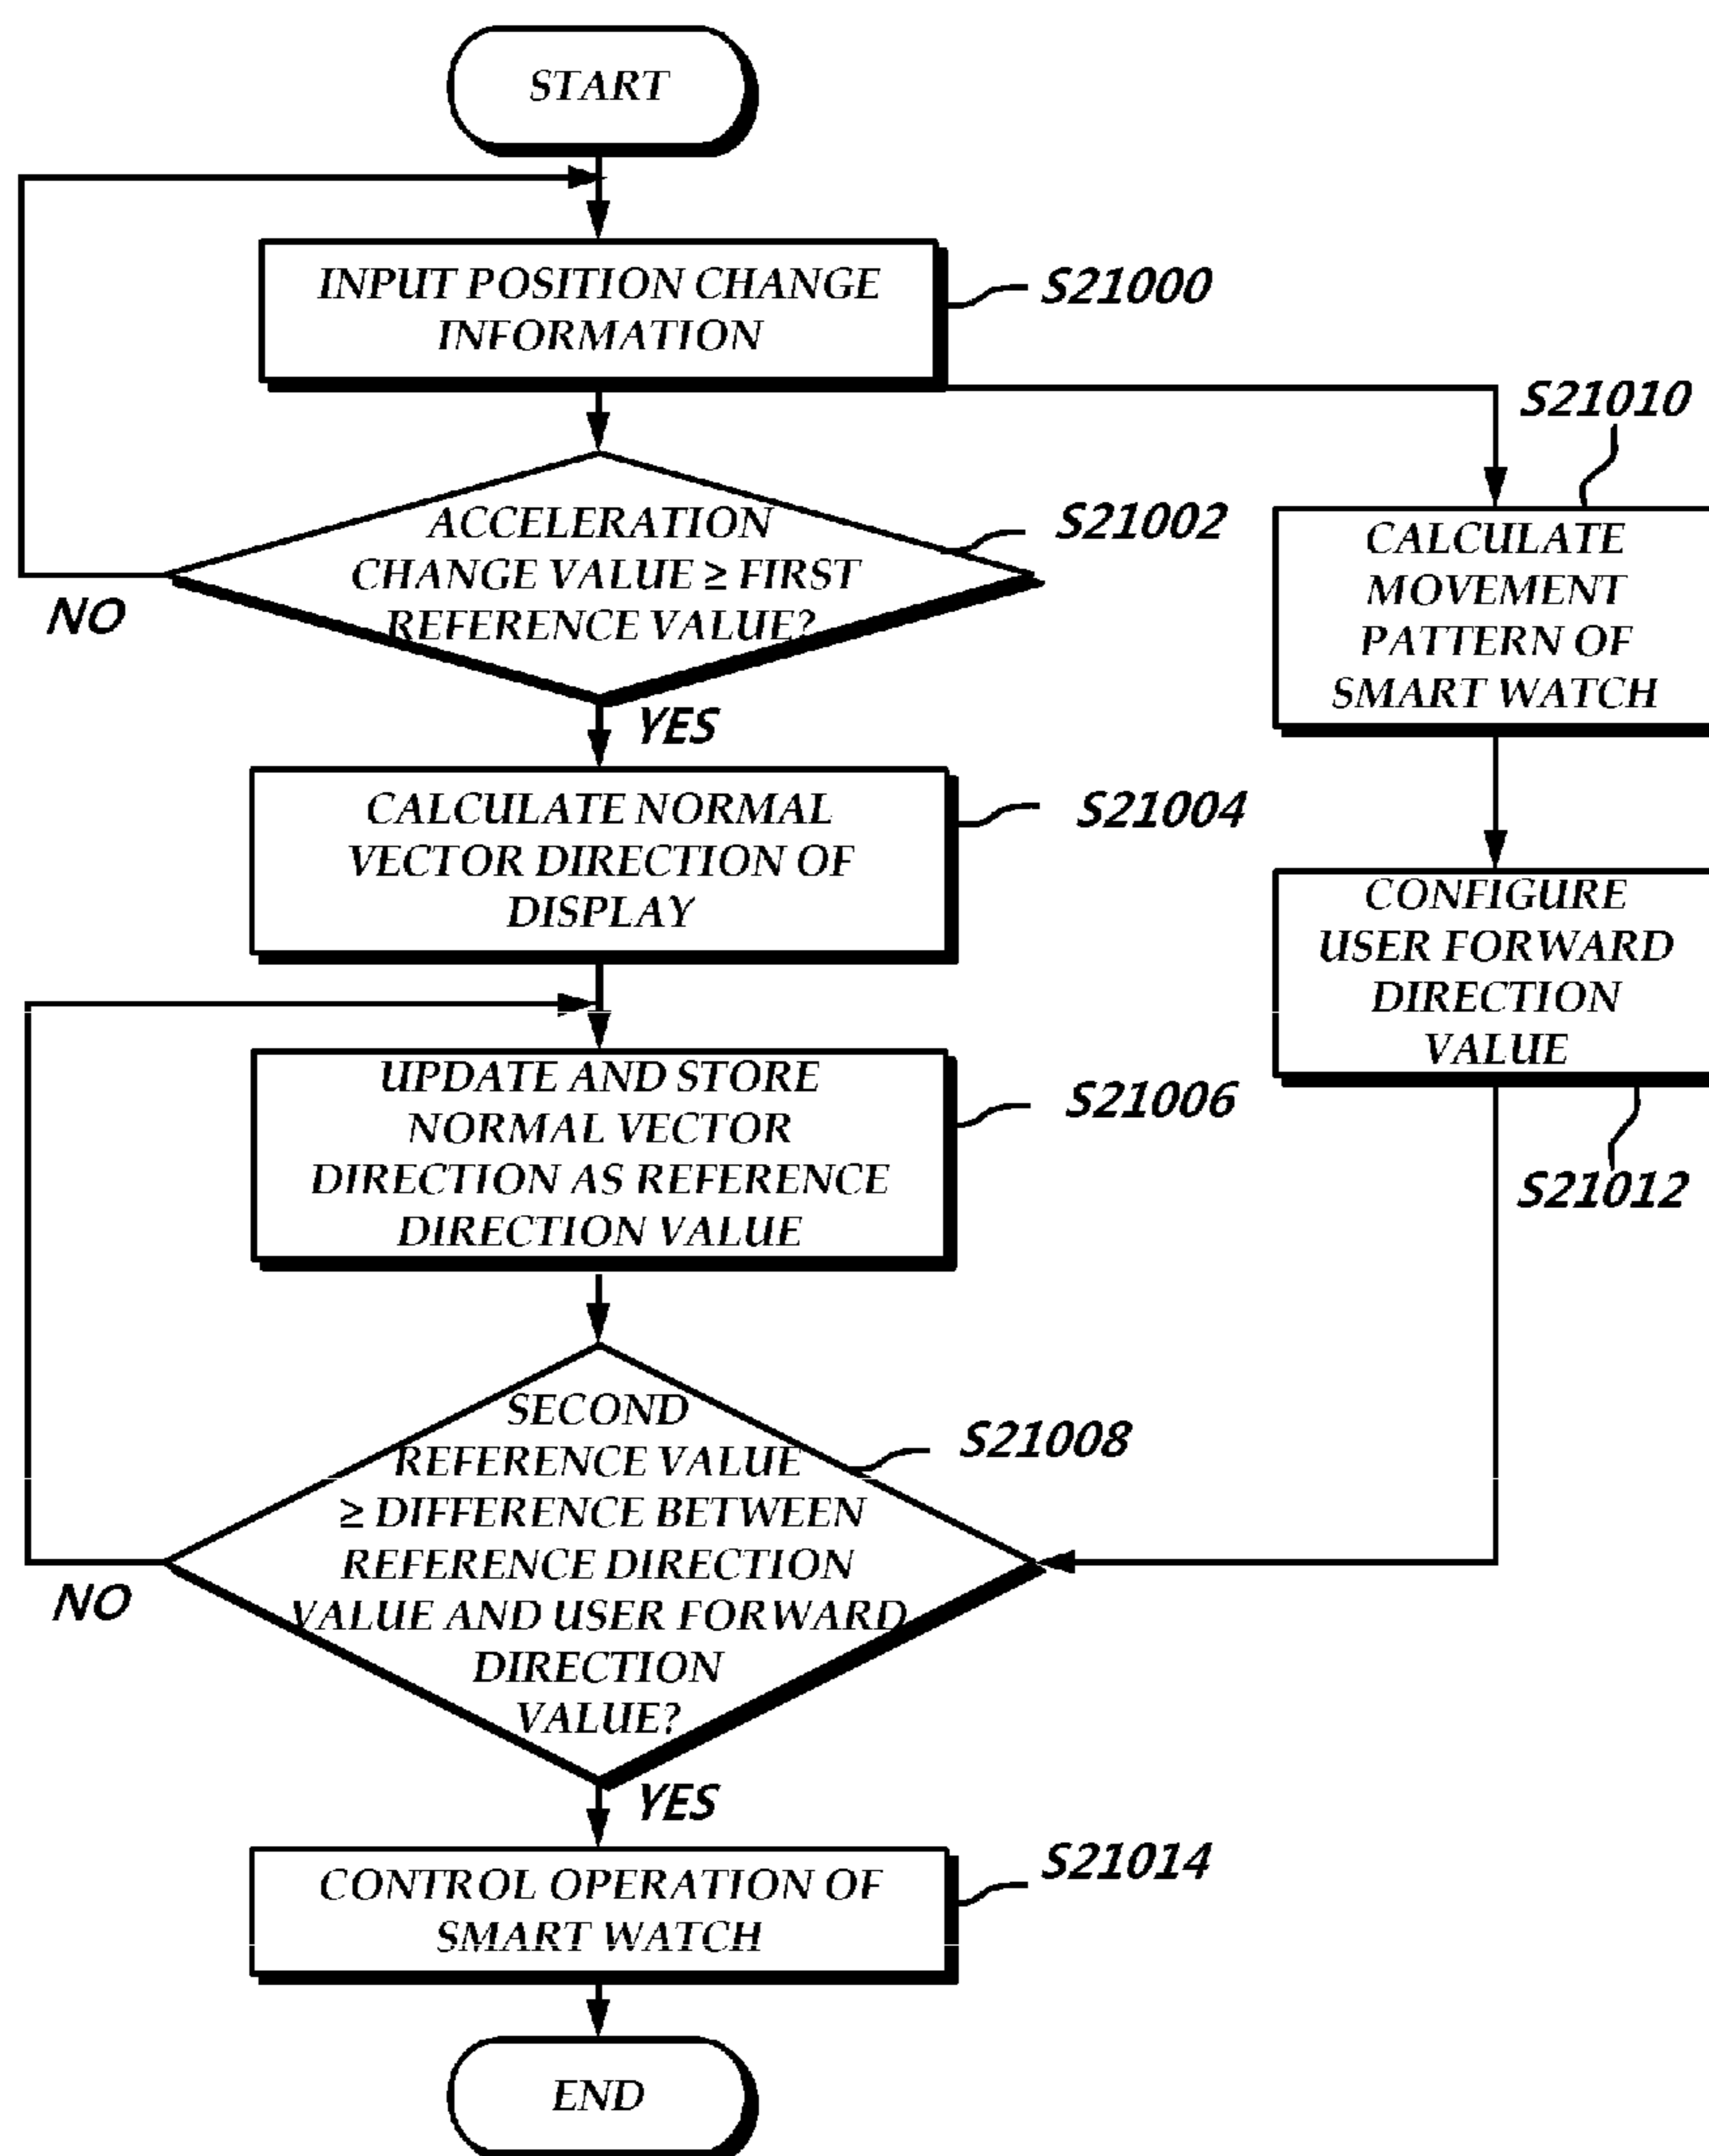 START
INPUT POSITION CHANGE
INFORMATION
S21000
S21010
ACCELERATION
CHANGE VALUE ≥ FIRST
REFERENCE VALUE?
S21002
NO
YES
CALCULATE
MOVEMENT
PATTERN OF
SMART WATCH
CALCULATE NORMAL
VECTOR DIRECTION OF
DISPLAY
S21004
CONFIGURE
USER FORWARD
DIRECTION
VALUE
S21012
UPDATE AND STORE
NORMAL VECTOR
DIRECTION AS REFERENCE
DIRECTION VALUE
S21006
SECOND
REFERENCE VALUE
≥ DIFFERENCE BETWEEN
REFERENCE DIRECTION
VALUE AND USER FORWARD
DIRECTION
VALUE?
S21008
NO
YES
CONTROL OPERATION OF
SMART WATCH
S21014
END